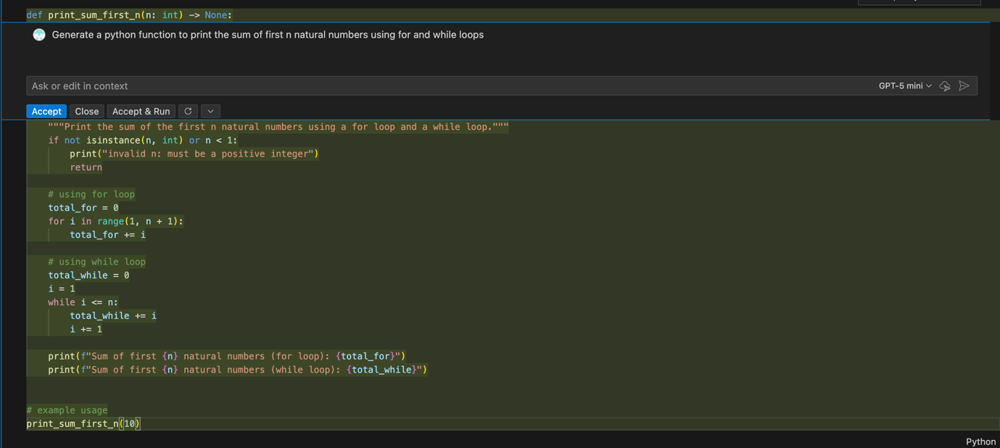 def print_sum_first_n(n: int) -> None:
Generate a python function to print the sum of first n natural numbers using for and while loops
Ask or edit in context
GPT-5 mini
Accept
Close
Accept & Run
    """Print the sum of the first n natural numbers using a for loop and a while loop."""
    if not isinstance(n, int) or n < 1:
        print("invalid n: must be a positive integer")
        return
    # using for loop
    total_for = 0
    for i in range(1, n + 1):
        total_for += i
    # using while loop
    total_while = 0
    i = 1
    while i <= n:
        total_while += i
        i += 1
    print(f"Sum of first {n} natural numbers (for loop): {total_for}")
    print(f"Sum of first {n} natural numbers (while loop): {total_while}")
# example usage
print_sum_first_n(10)
Python